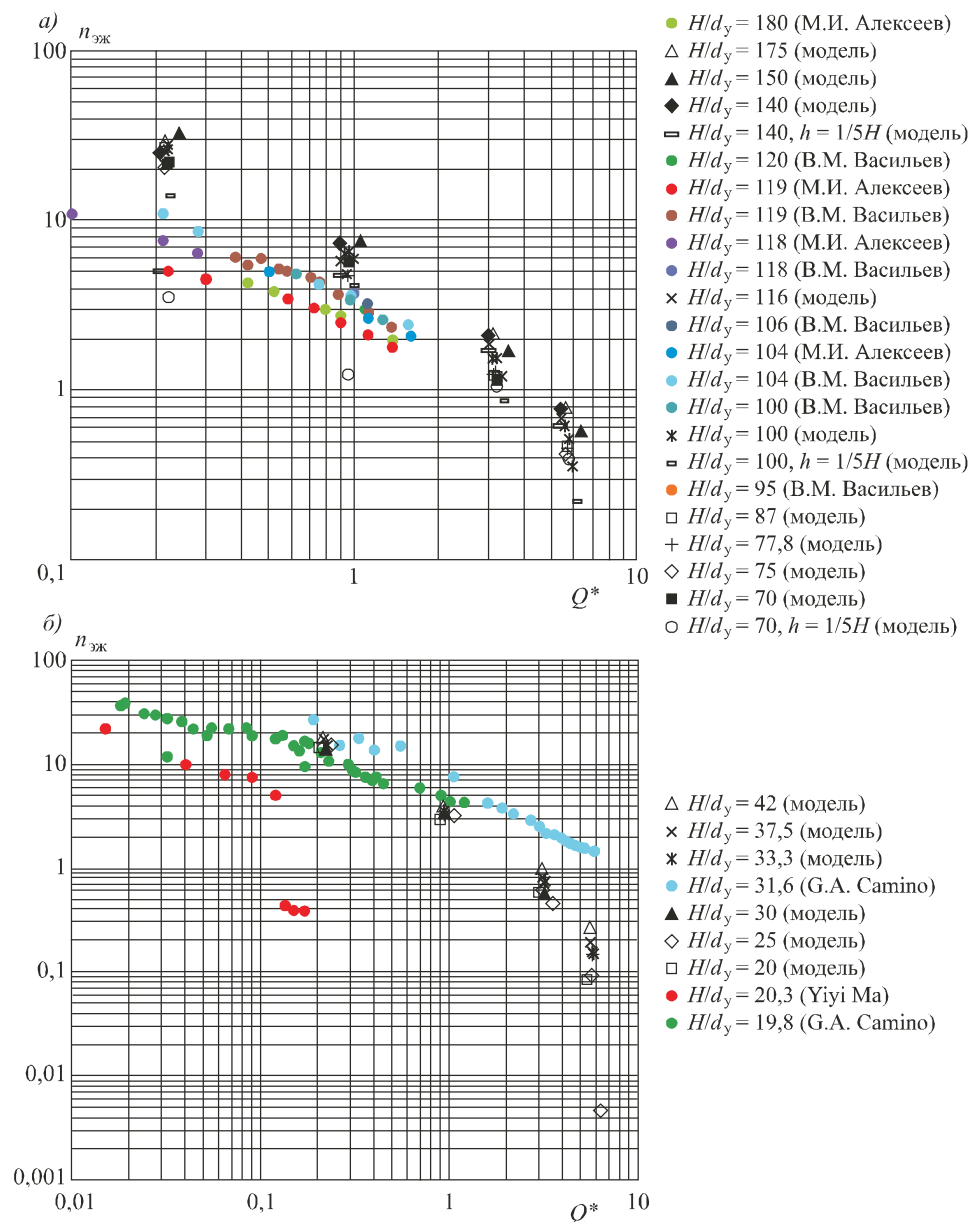 а)
nэж
100
10
1
0,1
1
10
Q*
H/dу = 180 (М.И. Алексеев)
H/dу = 175 (модель)
H/dу = 150 (модель)
H/dу = 140 (модель)
H/dу = 140, h = 1/5H (модель)
H/dу = 120 (В.М. Васильев)
H/dу = 119 (М.И. Алексеев)
H/dу = 119 (В.М. Васильев)
H/dу = 118 (М.И. Алексеев)
H/dу = 118 (В.М. Васильев)
H/dу = 116 (модель)
H/dу = 106 (В.М. Васильев)
H/dу = 104 (М.И. Алексеев)
H/dу = 104 (В.М. Васильев)
H/dу = 100 (В.М. Васильев)
H/dу = 100 (модель)
H/dу = 100, h = 1/5H (модель)
H/dу = 95 (В.М. Васильев)
H/dу = 87 (модель)
H/dу = 77,8 (модель)
H/dу = 75 (модель)
H/dу = 70 (модель)
H/dу = 70, h = 1/5H (модель)
б)
nэж
100
10
1
0,1
0,01
0,001
0,01
0,1
1
10
Q*
H/dу = 42 (модель)
H/dу = 37,5 (модель)
H/dу = 33,3 (модель)
H/dу = 31,6 (G.A. Camino)
H/dу = 30 (модель)
H/dу = 25 (модель)
H/dу = 20 (модель)
H/dу = 20,3 (Yiyi Ma)
H/dу = 19,8 (G.A. Camino)